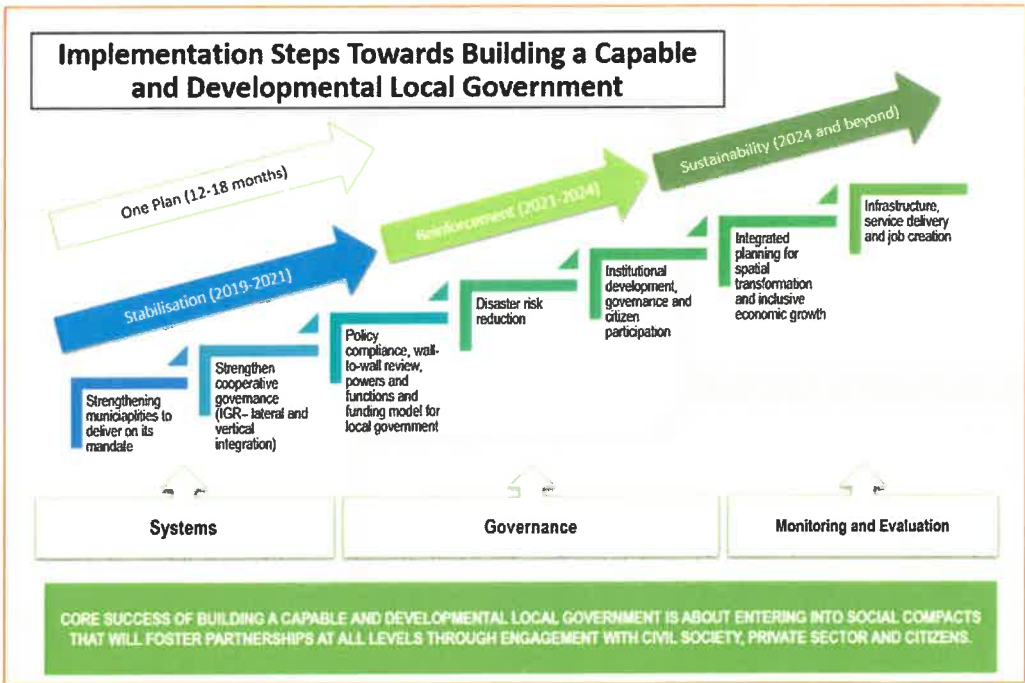 Implementation Steps Towards Building a Capable
and Developmental Local Government
One Plan (12-18 months)
Stabilisation (2019-2021)
Reinforcement (2021-2024)
Sustainability (2024 and beyond)
Strengthening
municiaplities to
deliver on its
mandate
Strengthen
cooperative
governance
(IGR– lateral and
vertical
integration)
Policy
compliance, wall-
to-wall review,
powers and
functions and
funding model for
local government
Disaster risk
reduction
Institutional
development,
governance and
citizen
participation
Integrated
planning for
spatial
transformation
and inclusive
economic growth
Infrastructure,
service delivery
and job creation
Systems
Governance
Monitoring and Evaluation
CORE SUCCESS OF BUILDING A CAPABLE AND DEVELOPMENTAL LOCAL GOVERNMENT IS ABOUT ENTERING INTO SOCIAL COMPACTS
THAT WILL FOSTER PARTNERSHIPS AT ALL LEVELS THROUGH ENGAGEMENT WITH CIVIL SOCIETY, PRIVATE SECTOR AND CITIZENS.